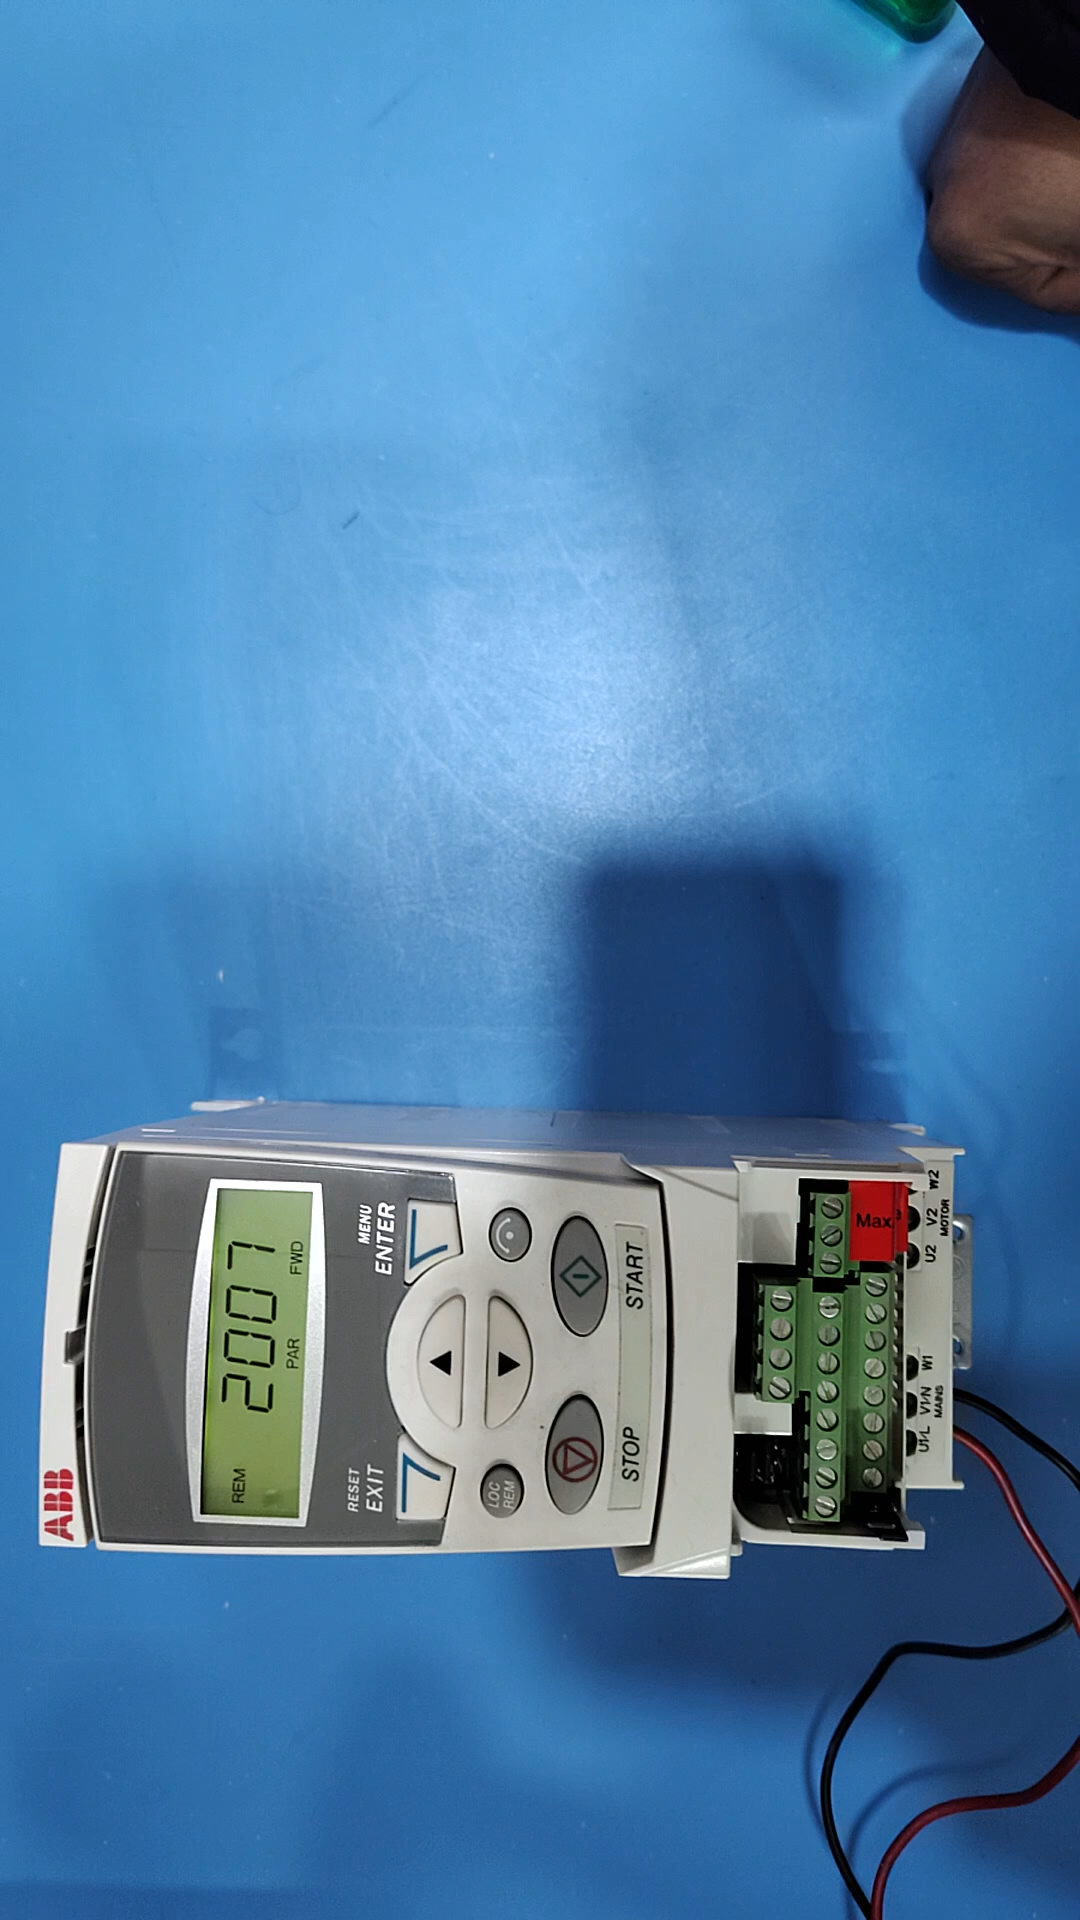 ABB
REM
2007
PAR FWD
RESET
EXIT
MENU
ENTER
LOC
REM
STOP START
Max
U1/L V1/N W1
MAINS
U2 V2 W2
MOTOR